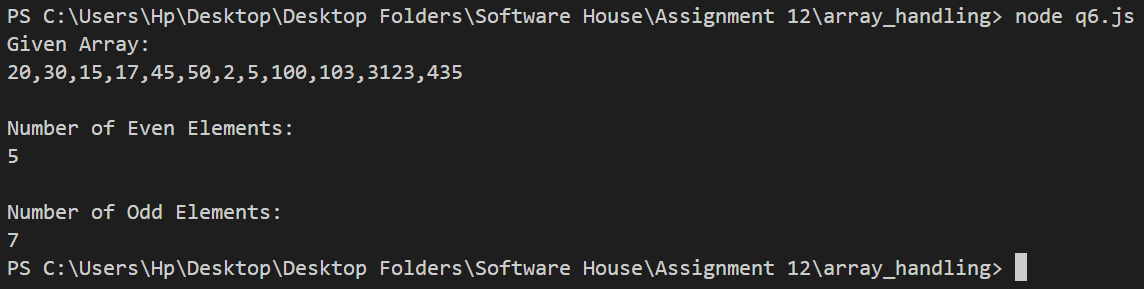 PS C:\Users\Hp\Desktop\Desktop Folders\Software House\Assignment 12\array_handling> node q6.js
Given Array:
20,30,15,17,45,50,2,5,100,103,3123,435
Number of Even Elements:
5
Number of Odd Elements:
7
PS C:\Users\Hp\Desktop\Desktop Folders\Software House\Assignment 12\array_handling>